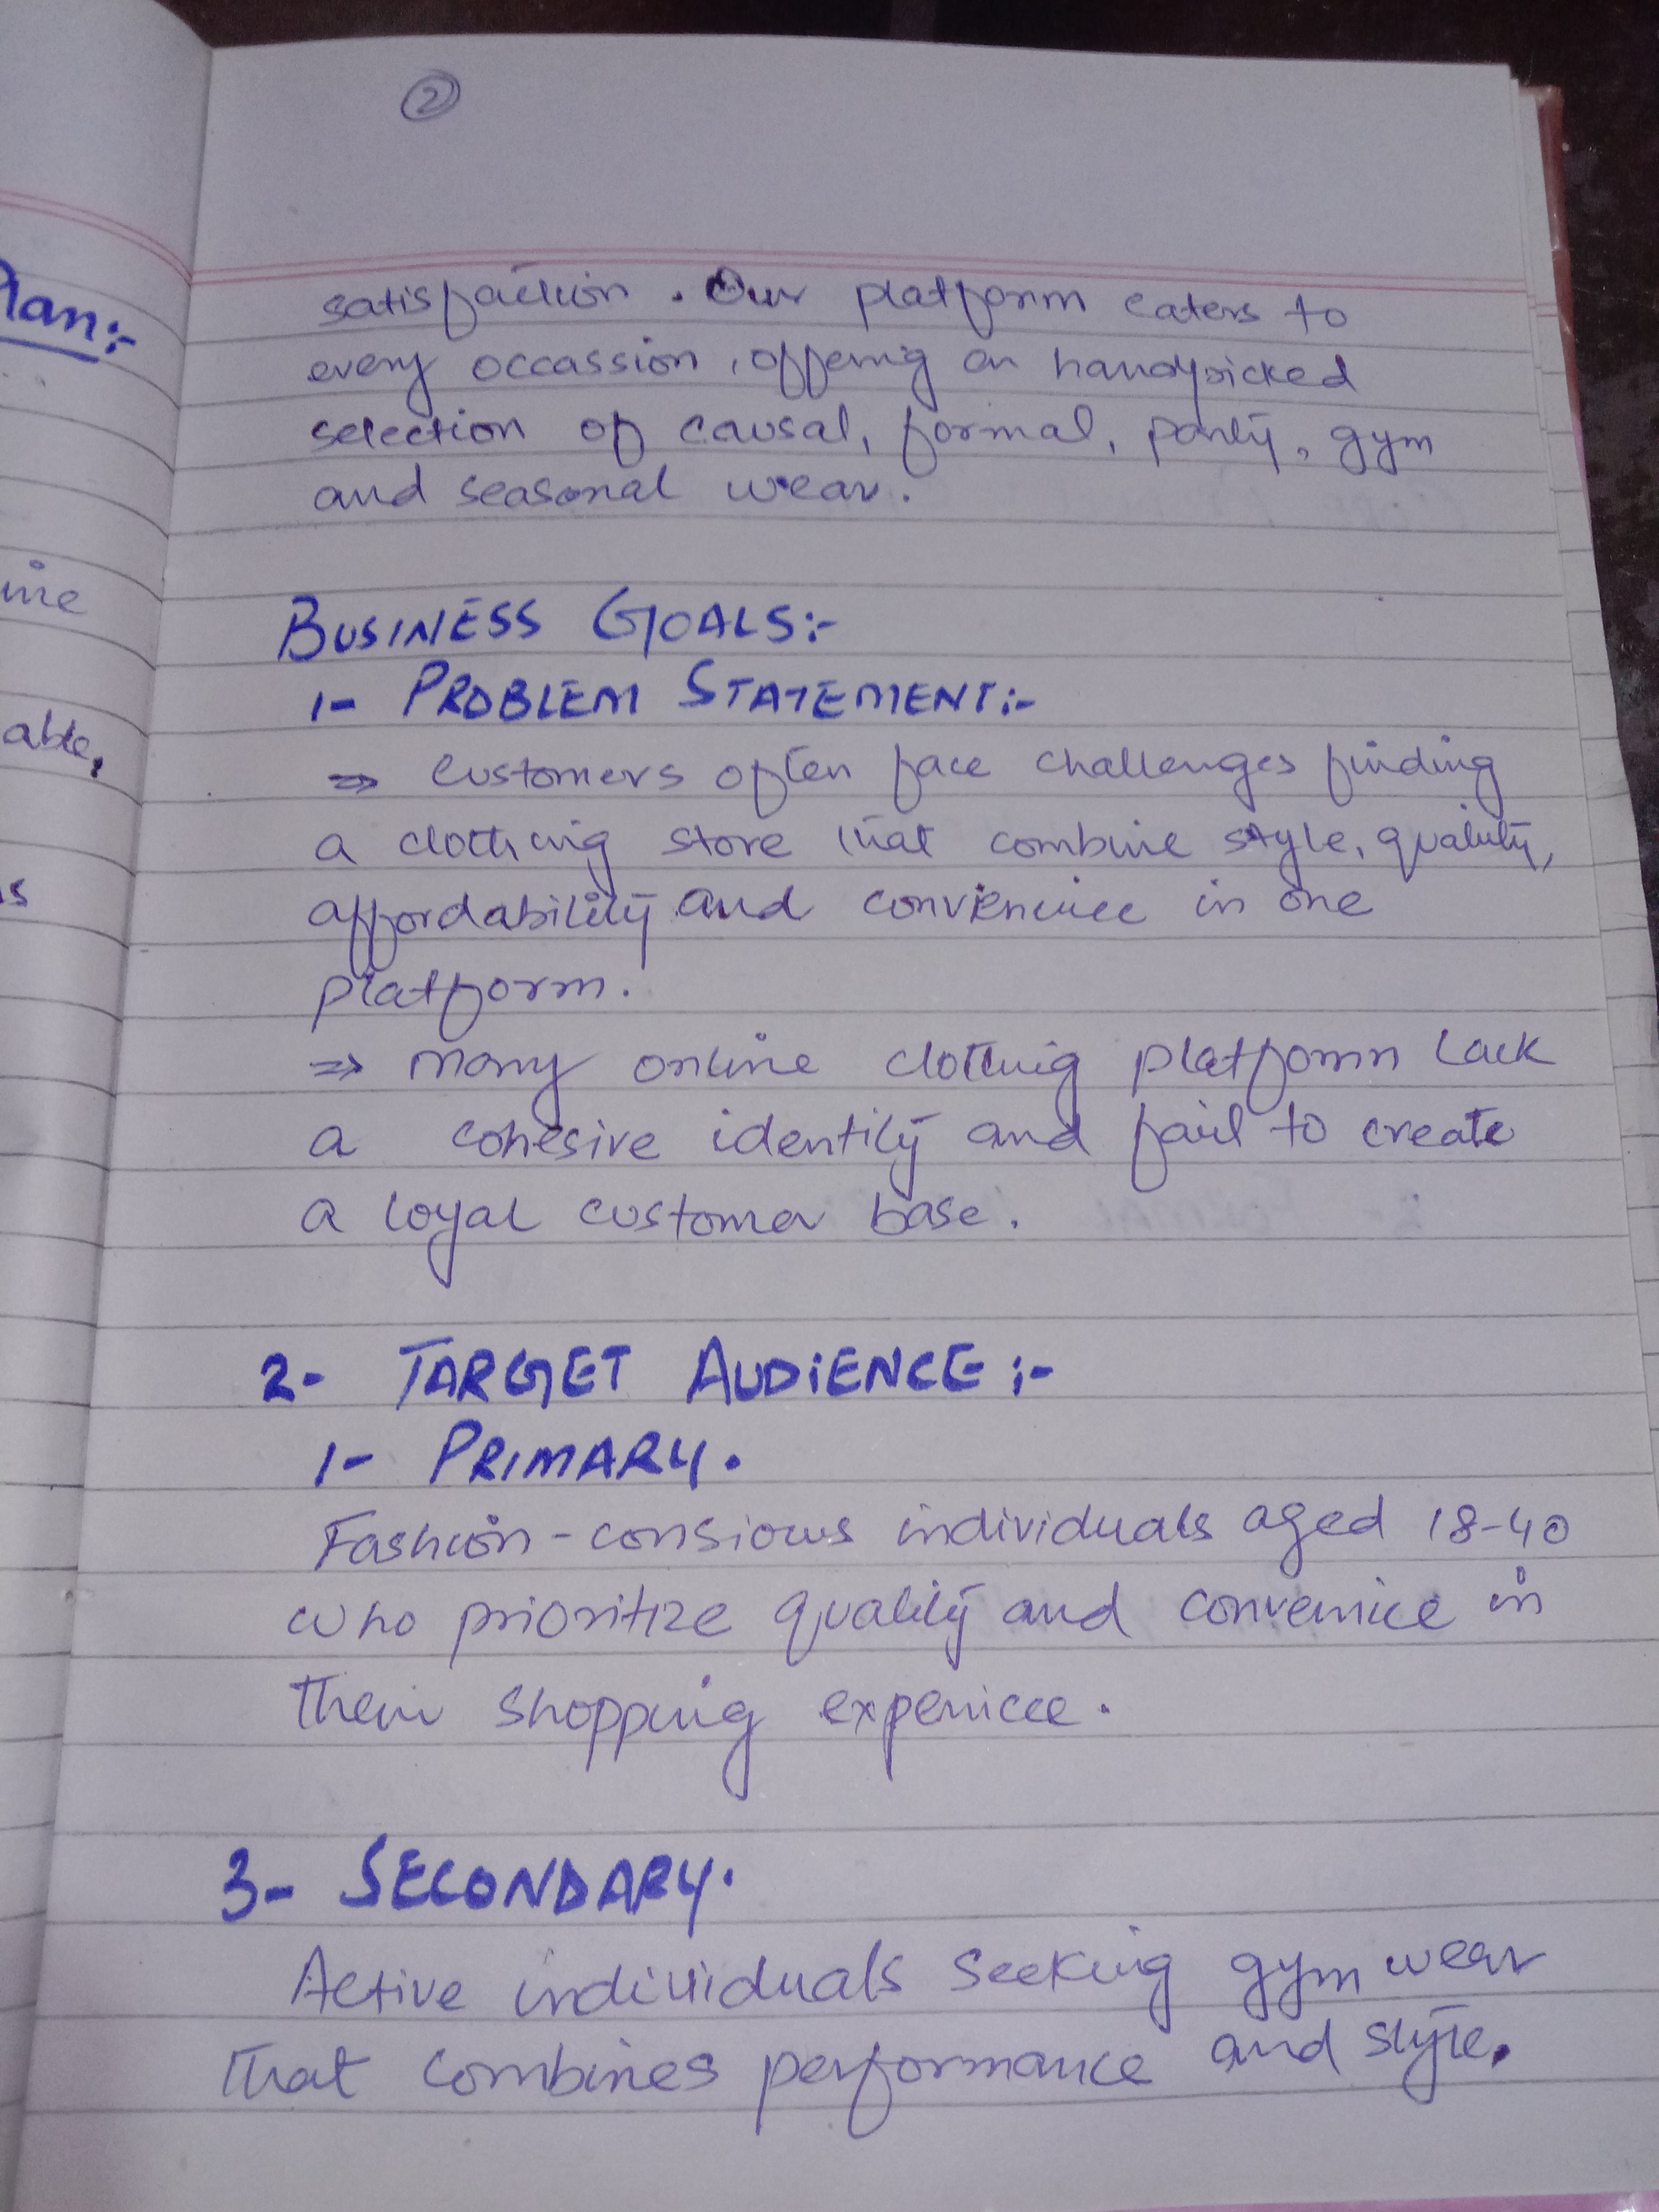 2
Plan:-
ine
able,
is
satisfaction. Our platform caters to
every occassion, offering an handpicked
selection of causal, formal, party, gym
and seasonal wear.
BUSINESS GOALS:-
1- PROBLEM STATEMENT:-
⇒ Customers often face challenges finding
a clothing store that combine style, quality,
affordability and convienince in one
platform.
⇒ Many online clothing platform lack
a cohesive identity and fail to create
a loyal customer base.
2- TARGET AUDIENCE:-
1- PRIMARY.
Fashion-consious individuals aged 18-40
who prioritize quality and convenice in
their shopping expericce.
3- SECONDARY.
Active individuals seeking gym wear
that combines performance and style.